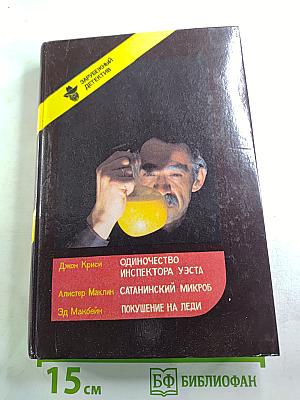 ЗАРУБЕЖНЫЙ
ДЕТЕКТИВ
Джон Криси ОДИНОЧЕСТВО
ИНСПЕКТОРА УЭСТА
Алистер Маклин САТАНИНСКИЙ МИКРОБ
Эд Макбейн ПОКУШЕНИЕ НА ЛЕДИ
15 см БФ БИБЛИОФАН